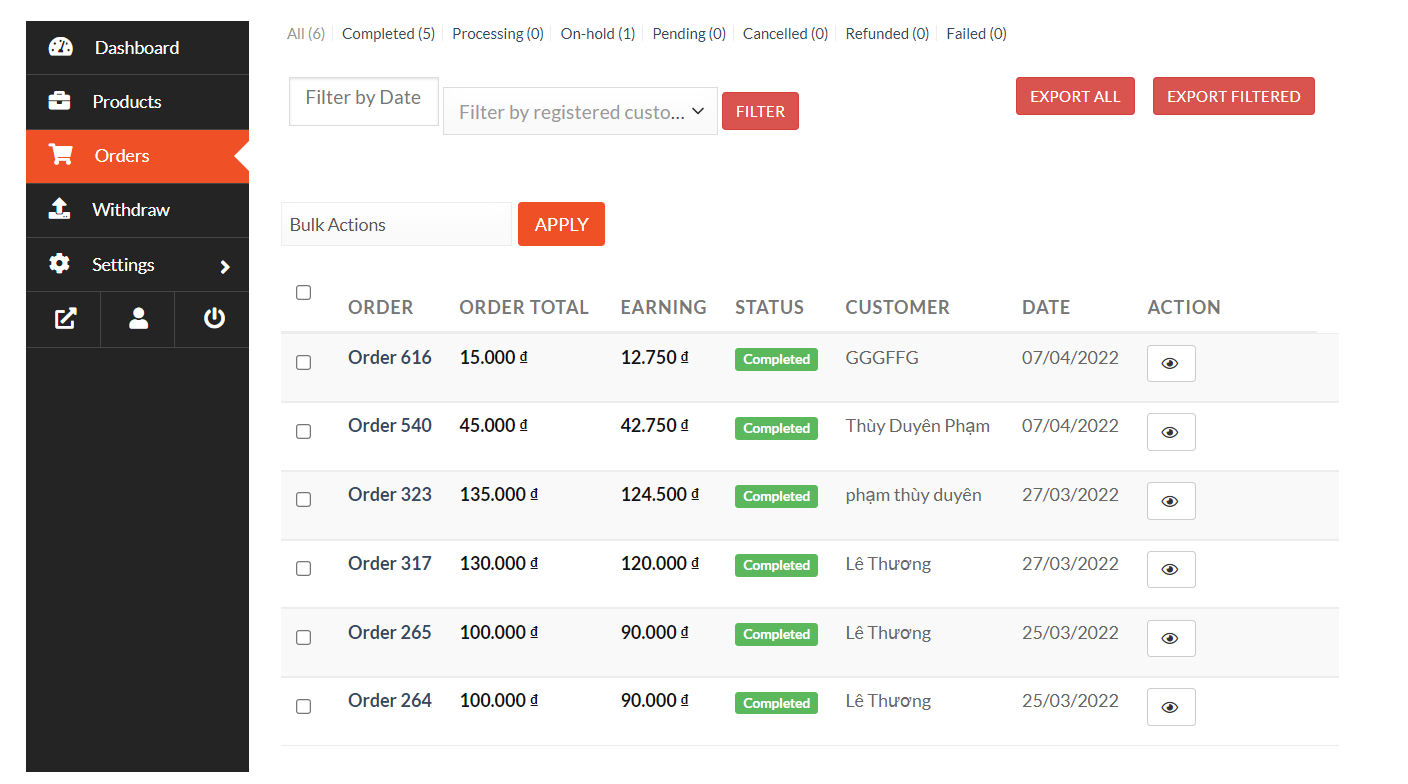 All (6) Completed (5) Processing (0) On-hold (1) Pending (0) Cancelled (0) Refunded (0) Failed (0)
Dashboard
Products
Orders
Withdraw
Settings
Filter by Date Filter by registered custo... FILTER EXPORT ALL EXPORT FILTERED
Bulk Actions APPLY
ORDER ORDER TOTAL EARNING STATUS CUSTOMER DATE ACTION
Order 616 15.000 ₫ 12.750 ₫ Completed GGGFFG 07/04/2022
Order 540 45.000 ₫ 42.750 ₫ Completed Thùy Duyên Phạm 07/04/2022
Order 323 135.000 ₫ 124.500 ₫ Completed phạm thùy duyên 27/03/2022
Order 317 130.000 ₫ 120.000 ₫ Completed Lê Thương 27/03/2022
Order 265 100.000 ₫ 90.000 ₫ Completed Lê Thương 25/03/2022
Order 264 100.000 ₫ 90.000 ₫ Completed Lê Thương 25/03/2022